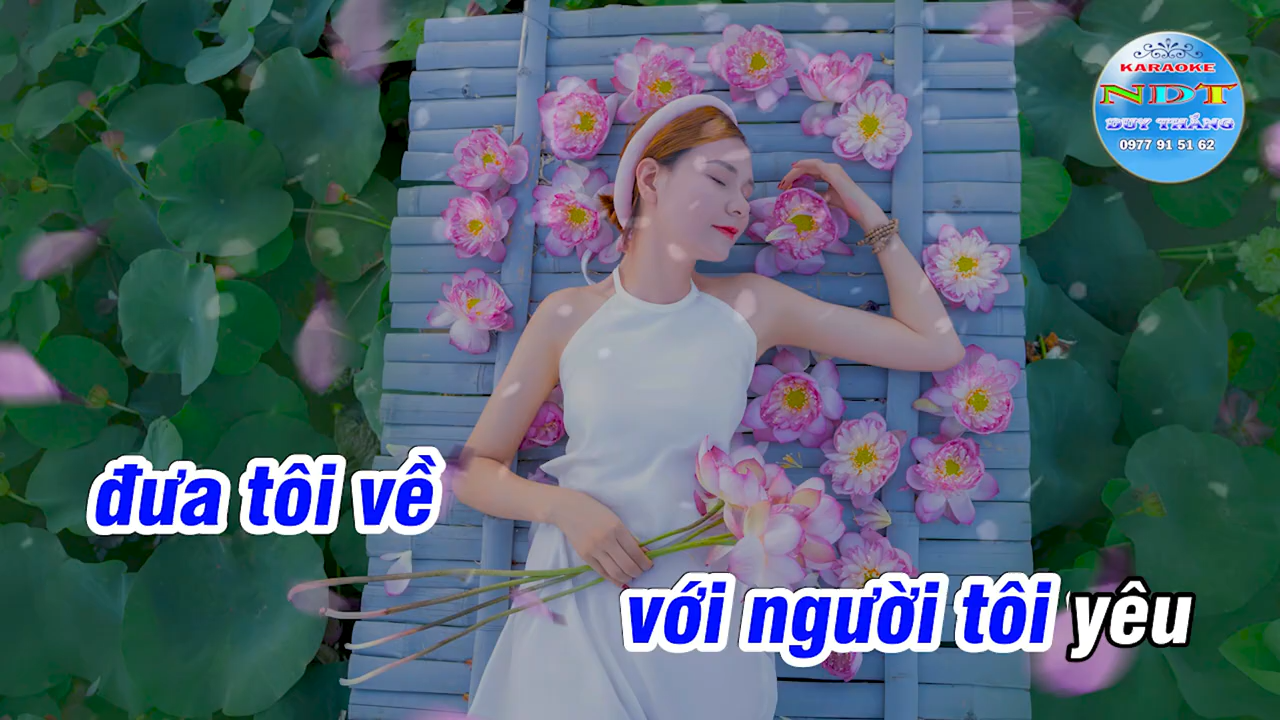 KARAOKE
NDT
DUY THẮNG
0977 91 51 62
đưa tôi về
với người tôi yêu